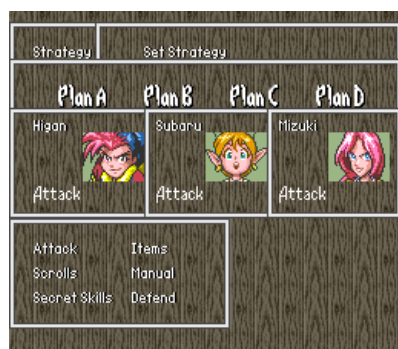 Strategy Set Strategy
Plan A Plan B Plan C Plan D
Higan Subaru Mizuki
Attack Attack Attack
Attack Items
Scrolls Manual
Secret Skills Defend